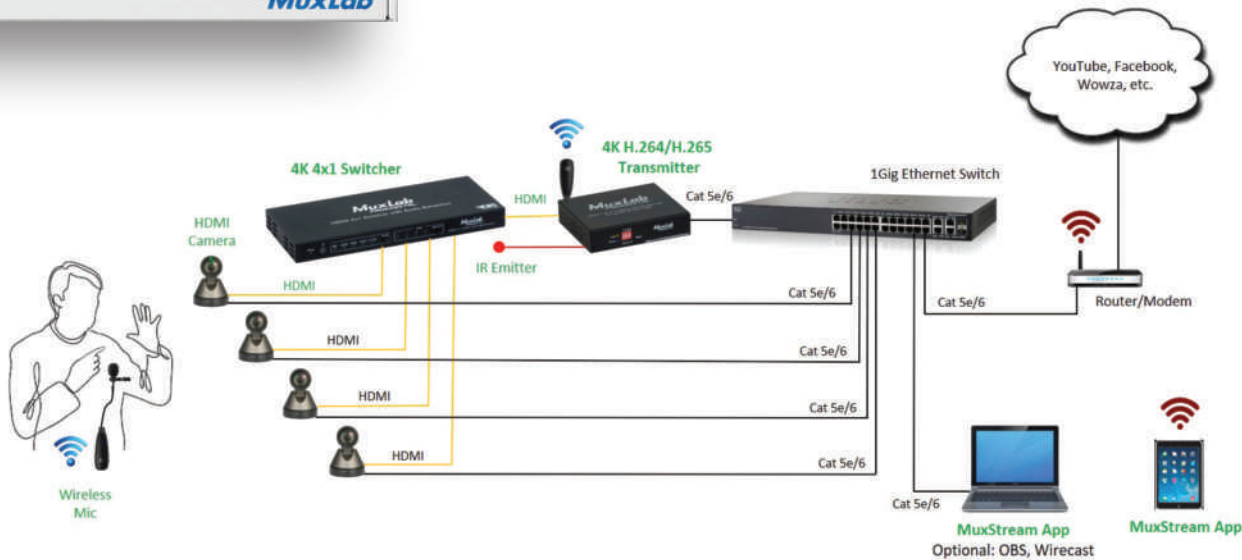 MuxLab
YouTube, Facebook,
Wowza, etc.
4K H.264/H.265
Transmitter
4K 4x1 Switcher
1Gig Ethernet Switch
HDMI
Cat 5e/6
MuxLab
MuxLab
HDMI
Camera
IR Emitter
HDMI
Cat 5e/6
Cat 5e/6
Router/Modem
HDMI
Cat 5e/6
HDMI
Cat 5e/6
HDMI
Cat 5e/6
Wireless
Mic
Cat 5e/6
MuxStream App
Optional: OBS, Wirecast
MuxStream App